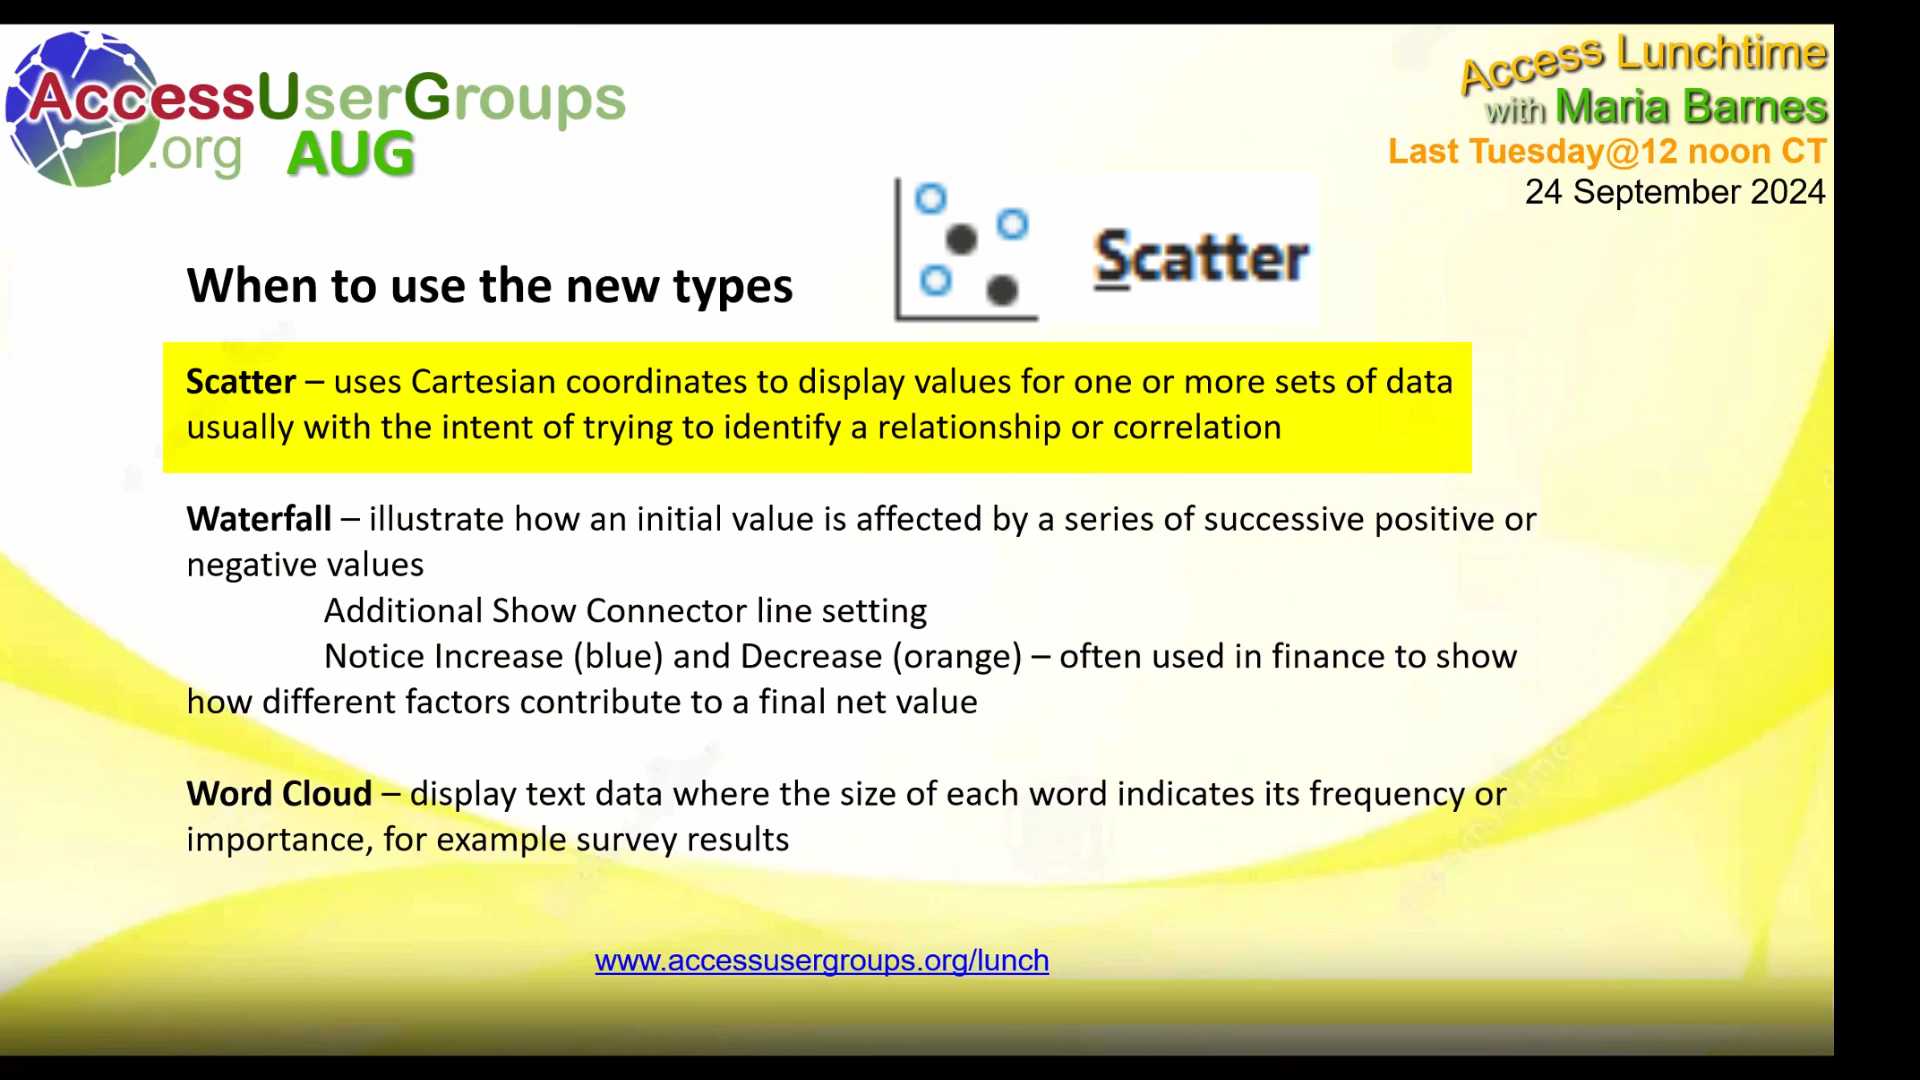 AccessUserGroups
.org AUG
Access Lunchtime
with Maria Barnes
Last Tuesday@12 noon CT
24 September 2024
When to use the new types
Scatter
Scatter – uses Cartesian coordinates to display values for one or more sets of data
usually with the intent of trying to identify a relationship or correlation
Waterfall – illustrate how an initial value is affected by a series of successive positive or
negative values
Additional Show Connector line setting
Notice Increase (blue) and Decrease (orange) – often used in finance to show
how different factors contribute to a final net value
Word Cloud – display text data where the size of each word indicates its frequency or
importance, for example survey results
www.accessusergroups.org/lunch